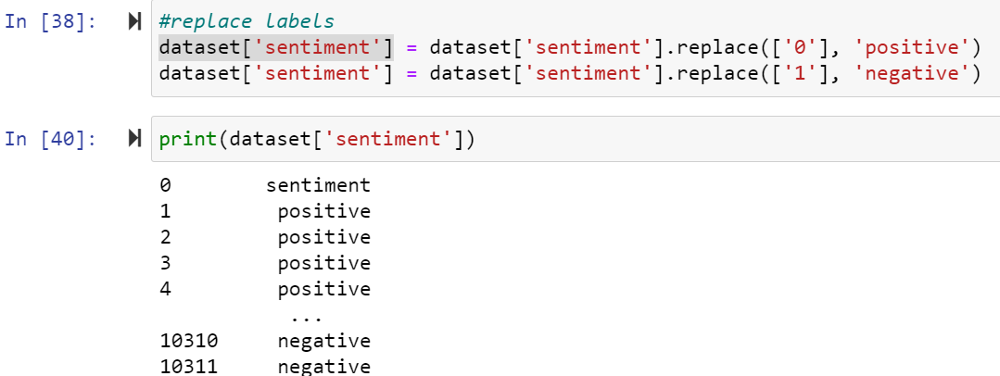 In [38]:
#replace labels
dataset['sentiment'] = dataset['sentiment'].replace(['0'], 'positive')
dataset['sentiment'] = dataset['sentiment'].replace(['1'], 'negative')
In [40]:
print(dataset['sentiment'])
0        sentiment
1         positive
2         positive
3         positive
4         positive
           ...
10310     negative
10311     negative